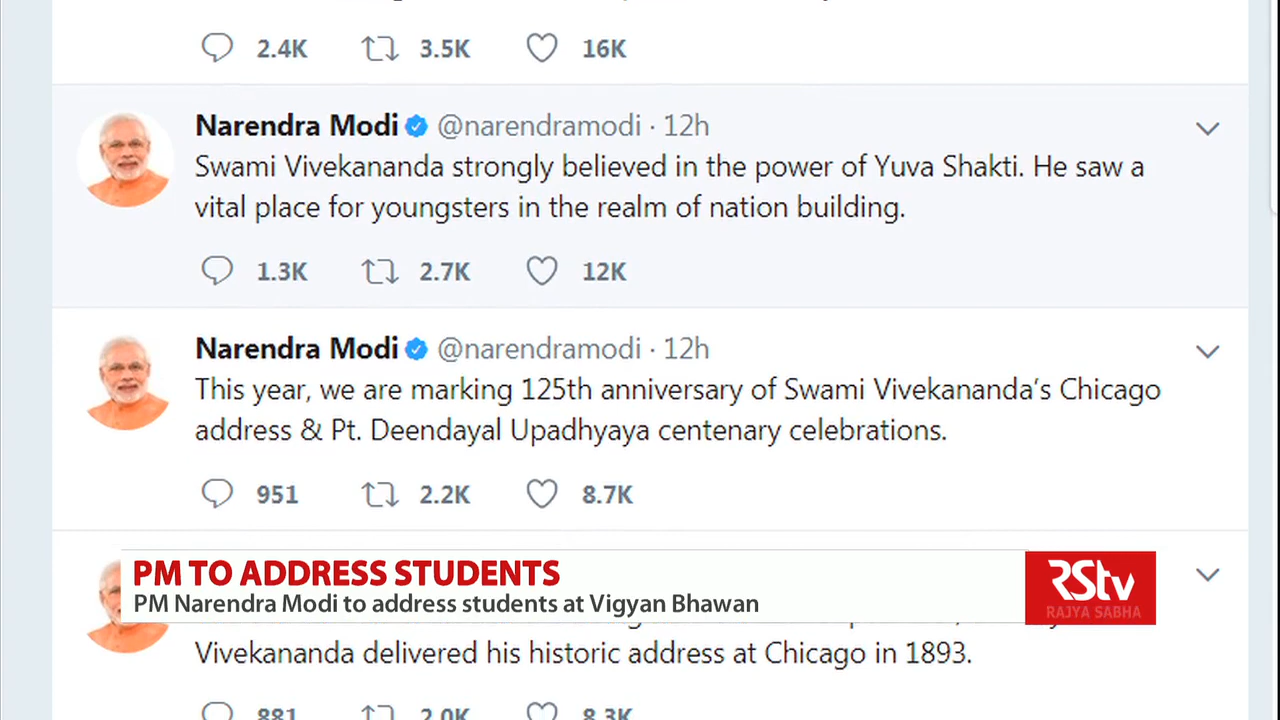 2.4K 3.5K 16K
Narendra Modi @narendramodi · 12h
Swami Vivekananda strongly believed in the power of Yuva Shakti. He saw a
vital place for youngsters in the realm of nation building.
1.3K 2.7K 12K
Narendra Modi @narendramodi · 12h
This year, we are marking 125th anniversary of Swami Vivekananda's Chicago
address & Pt. Deendayal Upadhyaya centenary celebrations.
951 2.2K 8.7K
PM TO ADDRESS STUDENTS
PM Narendra Modi to address students at Vigyan Bhawan
RStv
RAJYA SABHA
Vivekananda delivered his historic address at Chicago in 1893.
881 2.0K 8.3K